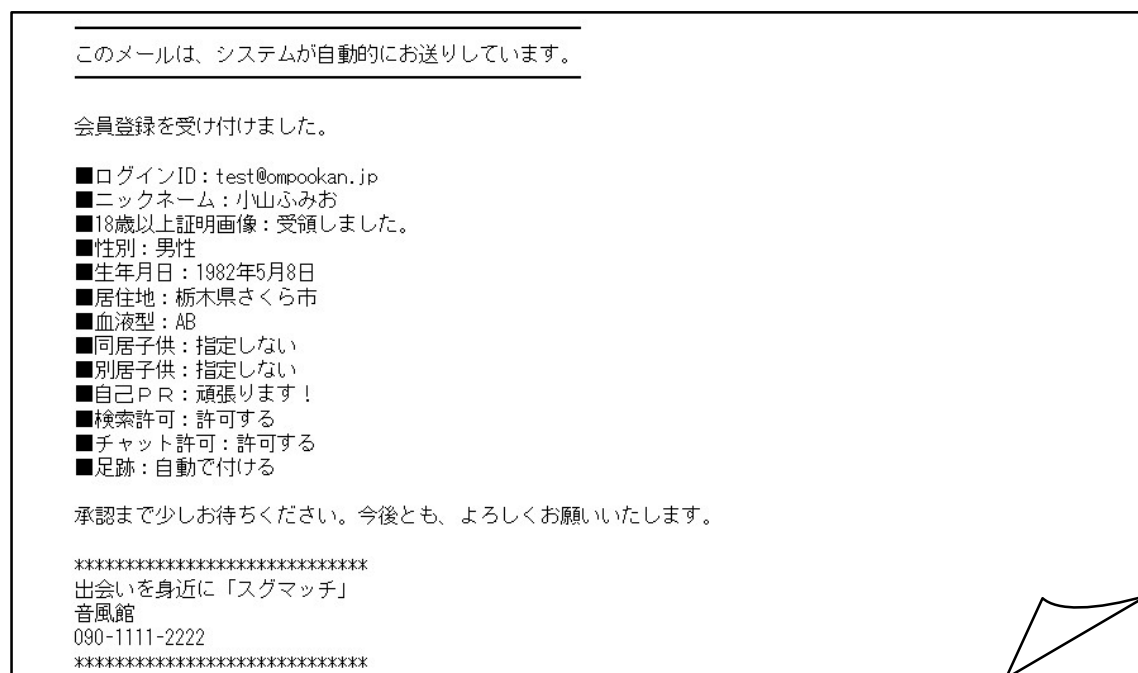 このメールは、システムが自動的にお送りしています。
会員登録を受け付けました。
■ログインID：test@ompookan.jp
■ニックネーム：小山ふみお
■18歳以上証明画像：受領しました。
■性別：男性
■生年月日：1982年5月8日
■居住地：栃木県さくら市
■血液型：AB
■同居子供：指定しない
■別居子供：指定しない
■自己ＰＲ：頑張ります！
■検索許可：許可する
■チャット許可：許可する
■足跡：自動で付ける
承認まで少しお待ちください。今後とも、よろしくお願いいたします。
*****************************
出会いを身近に「スグマッチ」
音風館
090-1111-2222
*****************************